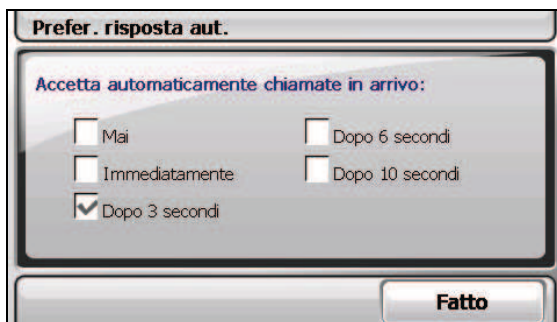 Prefer. risposta aut.
Accetta automaticamente chiamate in arrivo:
Mai
Immediatamente
Dopo 3 secondi
Dopo 6 secondi
Dopo 10 secondi
Fatto